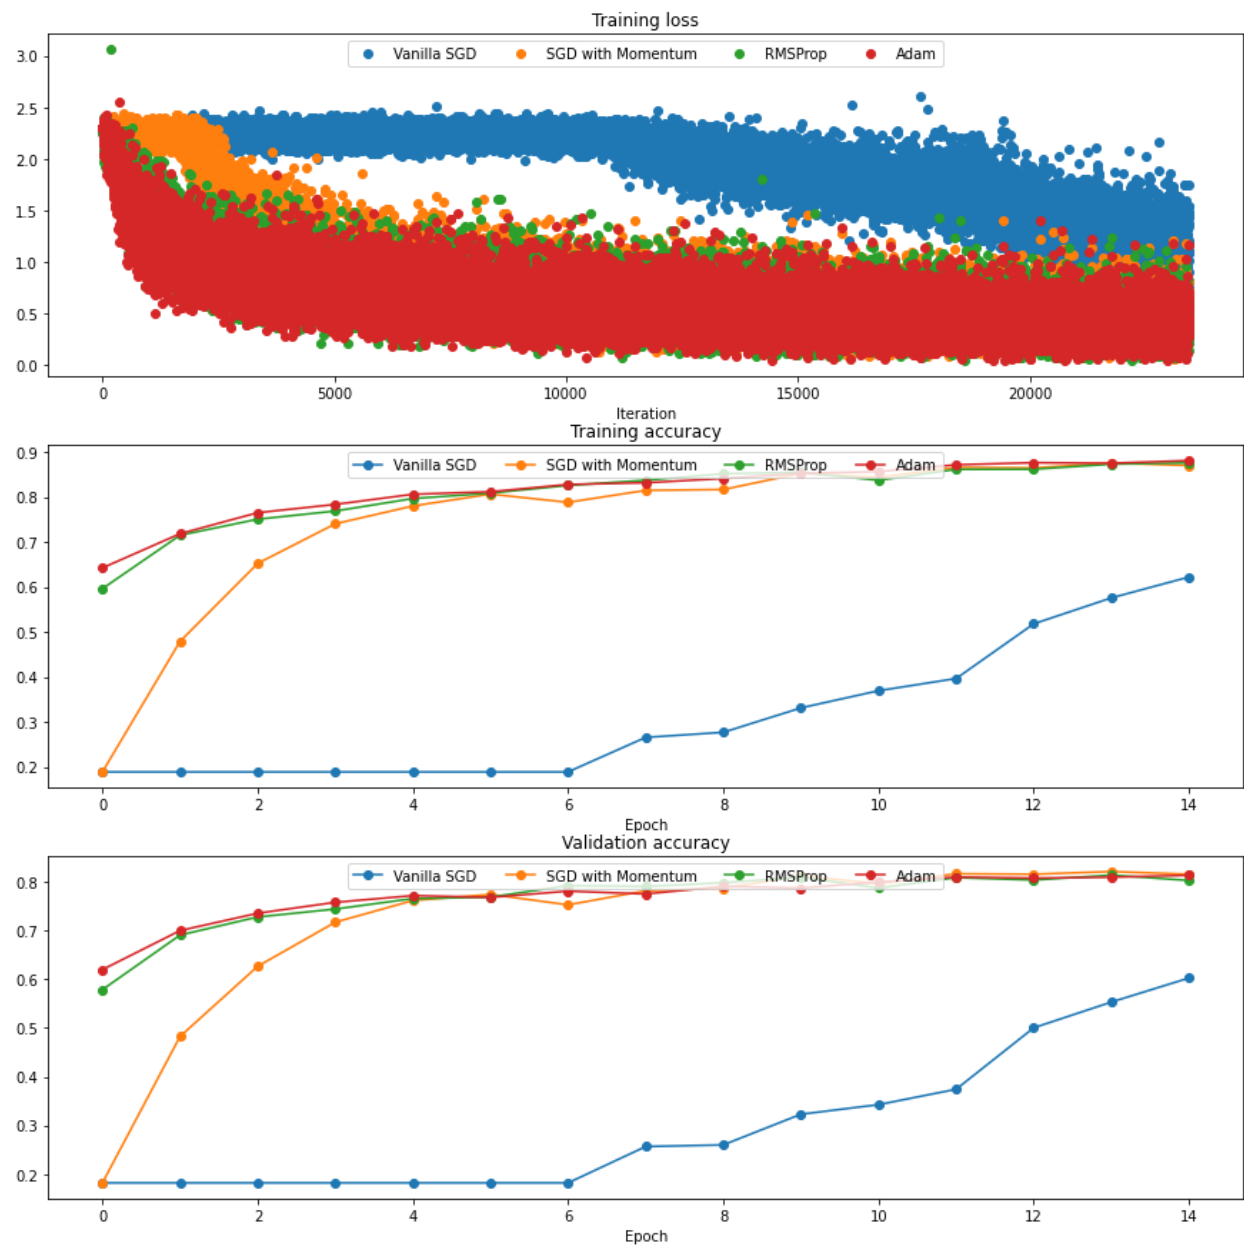 Training loss
Vanilla SGD SGD with Momentum RMSProp Adam
3.0
2.5
2.0
1.5
1.0
0.5
0.0
0 5000 10000 15000 20000
Iteration
Training accuracy
0.9
Vanilla SGD SGD with Momentum RMSProp Adam
0.8
0.7
0.6
0.5
0.4
0.3
0.2
0 2 4 6 8 10 12 14
Epoch
Validation accuracy
Vanilla SGD SGD with Momentum RMSProp Adam
0.8
0.7
0.6
0.5
0.4
0.3
0.2
0 2 4 6 8 10 12 14
Epoch